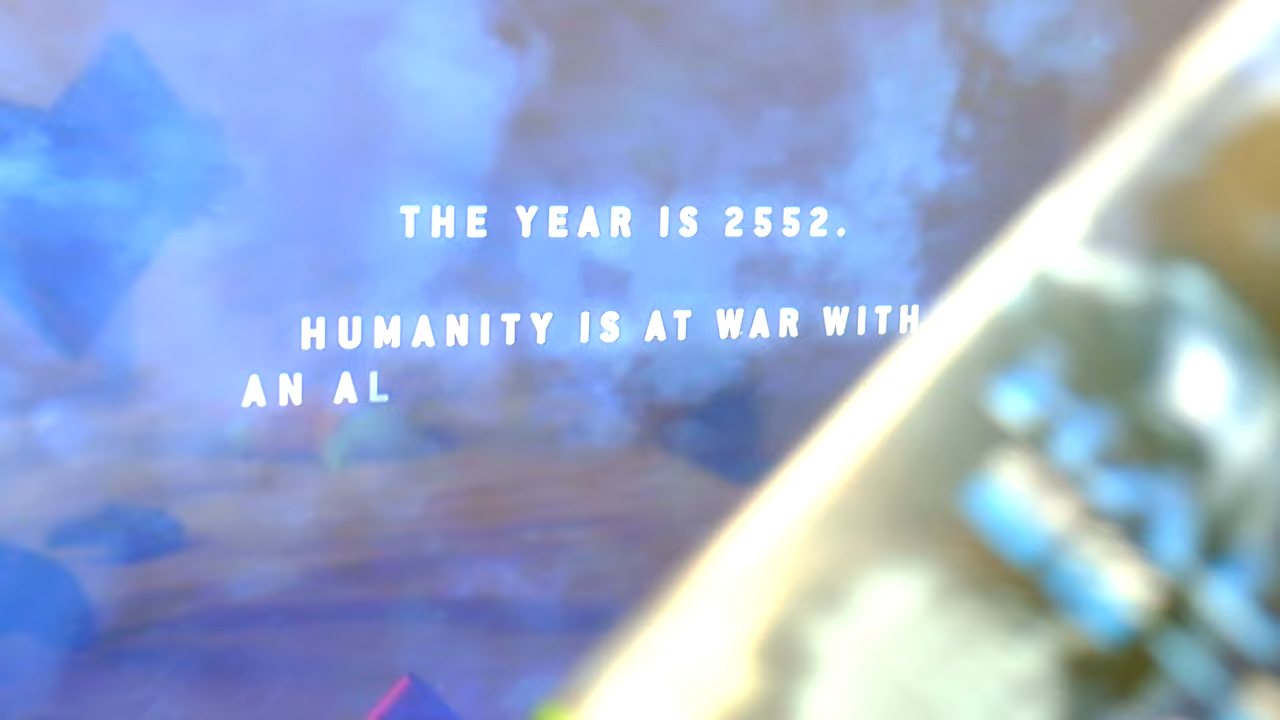 THE YEAR IS 2552.
HUMANITY IS AT WAR WITH
AN AL